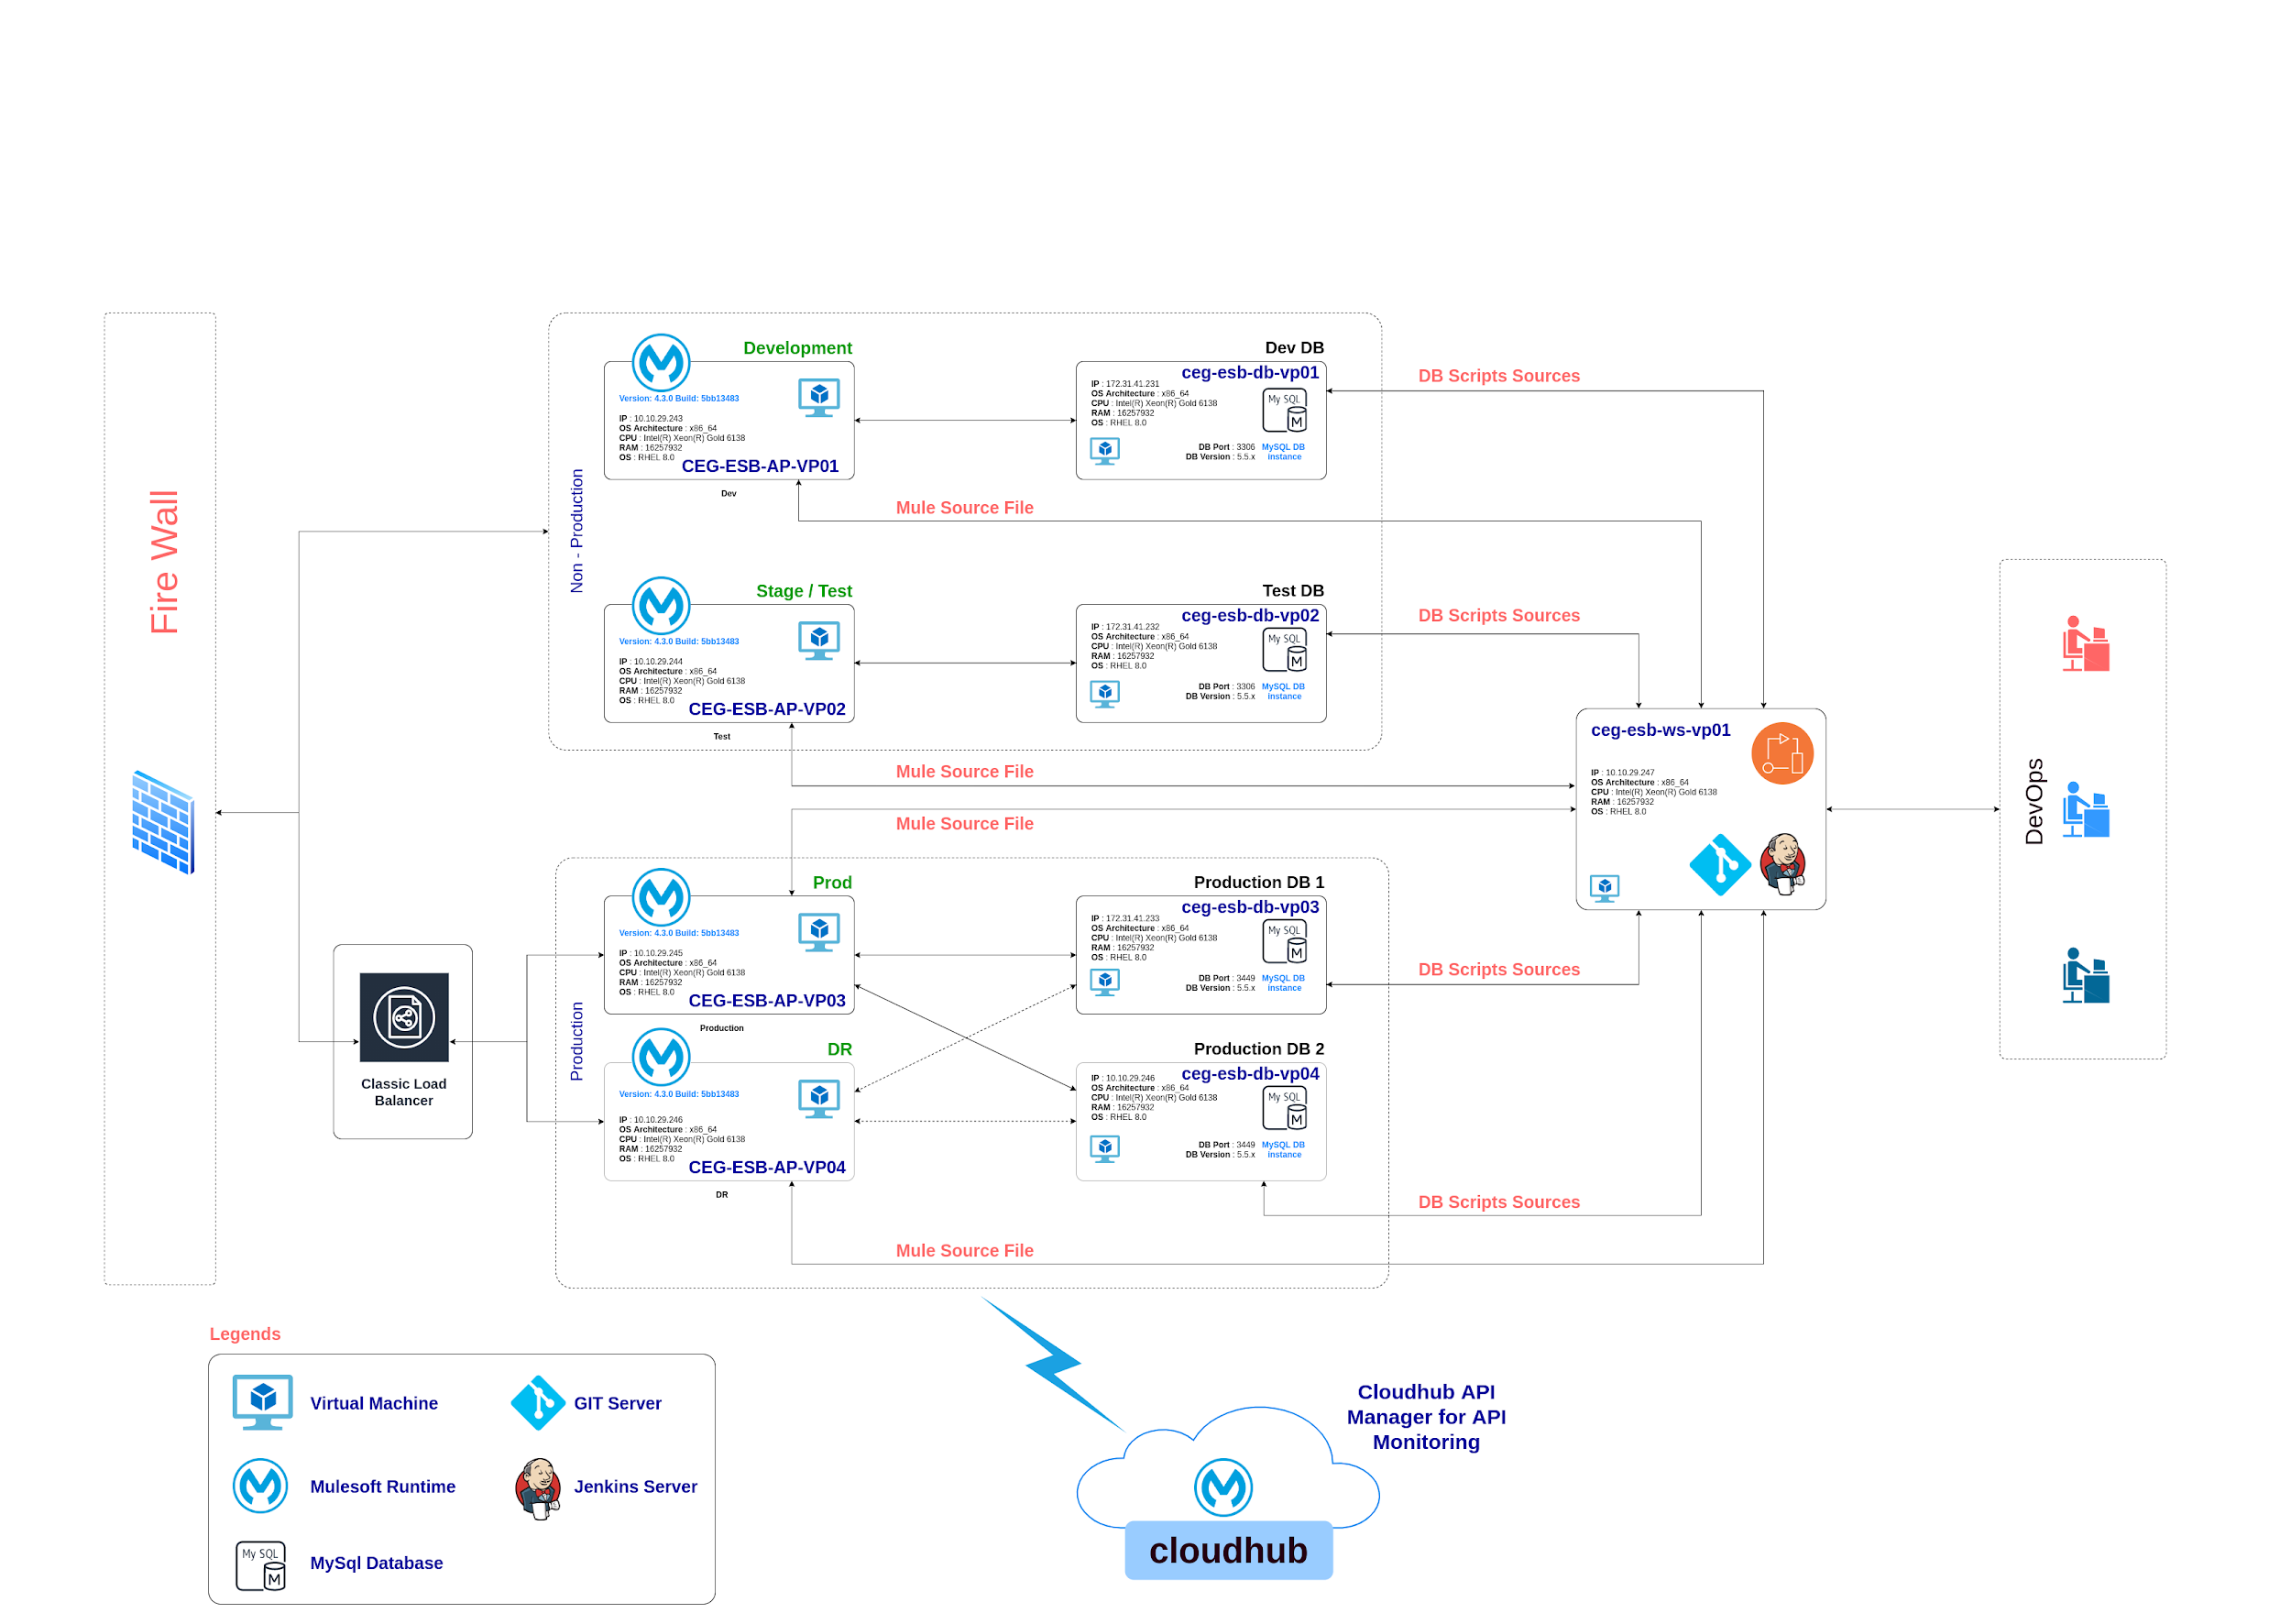 Fire Wall
Non - Production
Development
Version: 4.3.0 Build: 5bb13483
IP : 10.10.29.243
OS Architecture : x86_64
CPU : Intel(R) Xeon(R) Gold 6138
RAM : 16257932
OS : RHEL 8.0
CEG-ESB-AP-VP01
Dev
Dev DB
ceg-esb-db-vp01
IP : 172.31.41.231
OS Architecture : x86_64
CPU : Intel(R) Xeon(R) Gold 6138
RAM : 16257932
OS : RHEL 8.0
My SQL
M
DB Port : 3306
DB Version : 5.5.x
MySQL DB
instance
DB Scripts Sources
Mule Source File
Stage / Test
Version: 4.3.0 Build: 5bb13483
IP : 10.10.29.244
OS Architecture : x86_64
CPU : Intel(R) Xeon(R) Gold 6138
RAM : 16257932
OS : RHEL 8.0
CEG-ESB-AP-VP02
Test
Test DB
ceg-esb-db-vp02
IP : 172.31.41.232
OS Architecture : x86_64
CPU : Intel(R) Xeon(R) Gold 6138
RAM : 16257932
OS : RHEL 8.0
My SQL
M
DB Port : 3306
DB Version : 5.5.x
MySQL DB
instance
DB Scripts Sources
Mule Source File
Mule Source File
ceg-esb-ws-vp01
IP : 10.10.29.247
OS Architecture : x86_64
CPU : Intel(R) Xeon(R) Gold 6138
RAM : 16257932
OS : RHEL 8.0
DevOps
Classic Load
Balancer
Production
Prod
Version: 4.3.0 Build: 5bb13483
IP : 10.10.29.245
OS Architecture : x86_64
CPU : Intel(R) Xeon(R) Gold 6138
RAM : 16257932
OS : RHEL 8.0
CEG-ESB-AP-VP03
Production
Production DB 1
ceg-esb-db-vp03
IP : 172.31.41.233
OS Architecture : x86_64
CPU : Intel(R) Xeon(R) Gold 6138
RAM : 16257932
OS : RHEL 8.0
My SQL
M
DB Port : 3449
DB Version : 5.5.x
MySQL DB
instance
DB Scripts Sources
DR
Version: 4.3.0 Build: 5bb13483
IP : 10.10.29.246
OS Architecture : x86_64
CPU : Intel(R) Xeon(R) Gold 6138
RAM : 16257932
OS : RHEL 8.0
CEG-ESB-AP-VP04
DR
Production DB 2
ceg-esb-db-vp04
IP : 10.10.29.246
OS Architecture : x86_64
CPU : Intel(R) Xeon(R) Gold 6138
RAM : 16257932
OS : RHEL 8.0
My SQL
M
DB Port : 3449
DB Version : 5.5.x
MySQL DB
instance
DB Scripts Sources
Mule Source File
Legends
Virtual Machine
GIT Server
Mulesoft Runtime
Jenkins Server
My SQL
M
MySql Database
Cloudhub API
Manager for API
Monitoring
cloudhub